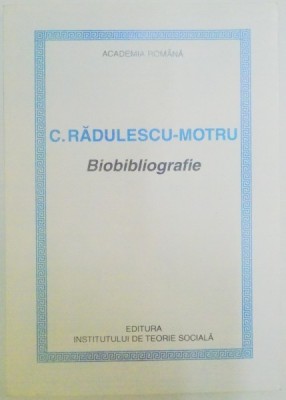 ACADEMIA ROMÂNĂ
C. RĂDULESCU-MOTRU
Biobibliografie
EDITURA
INSTITUTULUI DE TEORIE SOCIALĂ